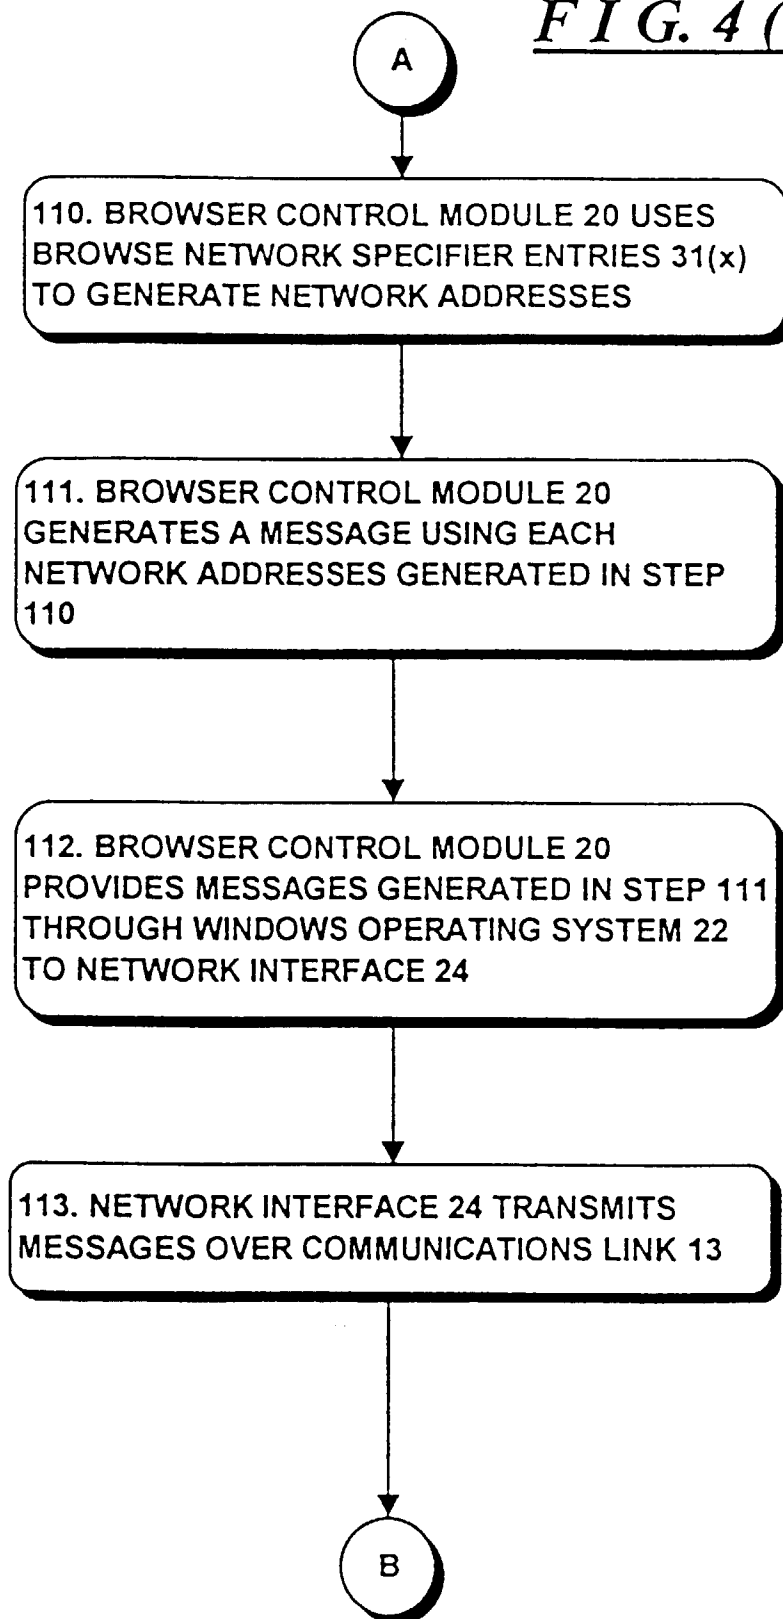 FIG. 4 (
A
110. BROWSER CONTROL MODULE 20 USES
BROWSE NETWORK SPECIFIER ENTRIES 31(x)
TO GENERATE NETWORK ADDRESSES
111. BROWSER CONTROL MODULE 20
GENERATES A MESSAGE USING EACH
NETWORK ADDRESSES GENERATED IN STEP
110
112. BROWSER CONTROL MODULE 20
PROVIDES MESSAGES GENERATED IN STEP 111
THROUGH WINDOWS OPERATING SYSTEM 22
TO NETWORK INTERFACE 24
113. NETWORK INTERFACE 24 TRANSMITS
MESSAGES OVER COMMUNICATIONS LINK 13
B